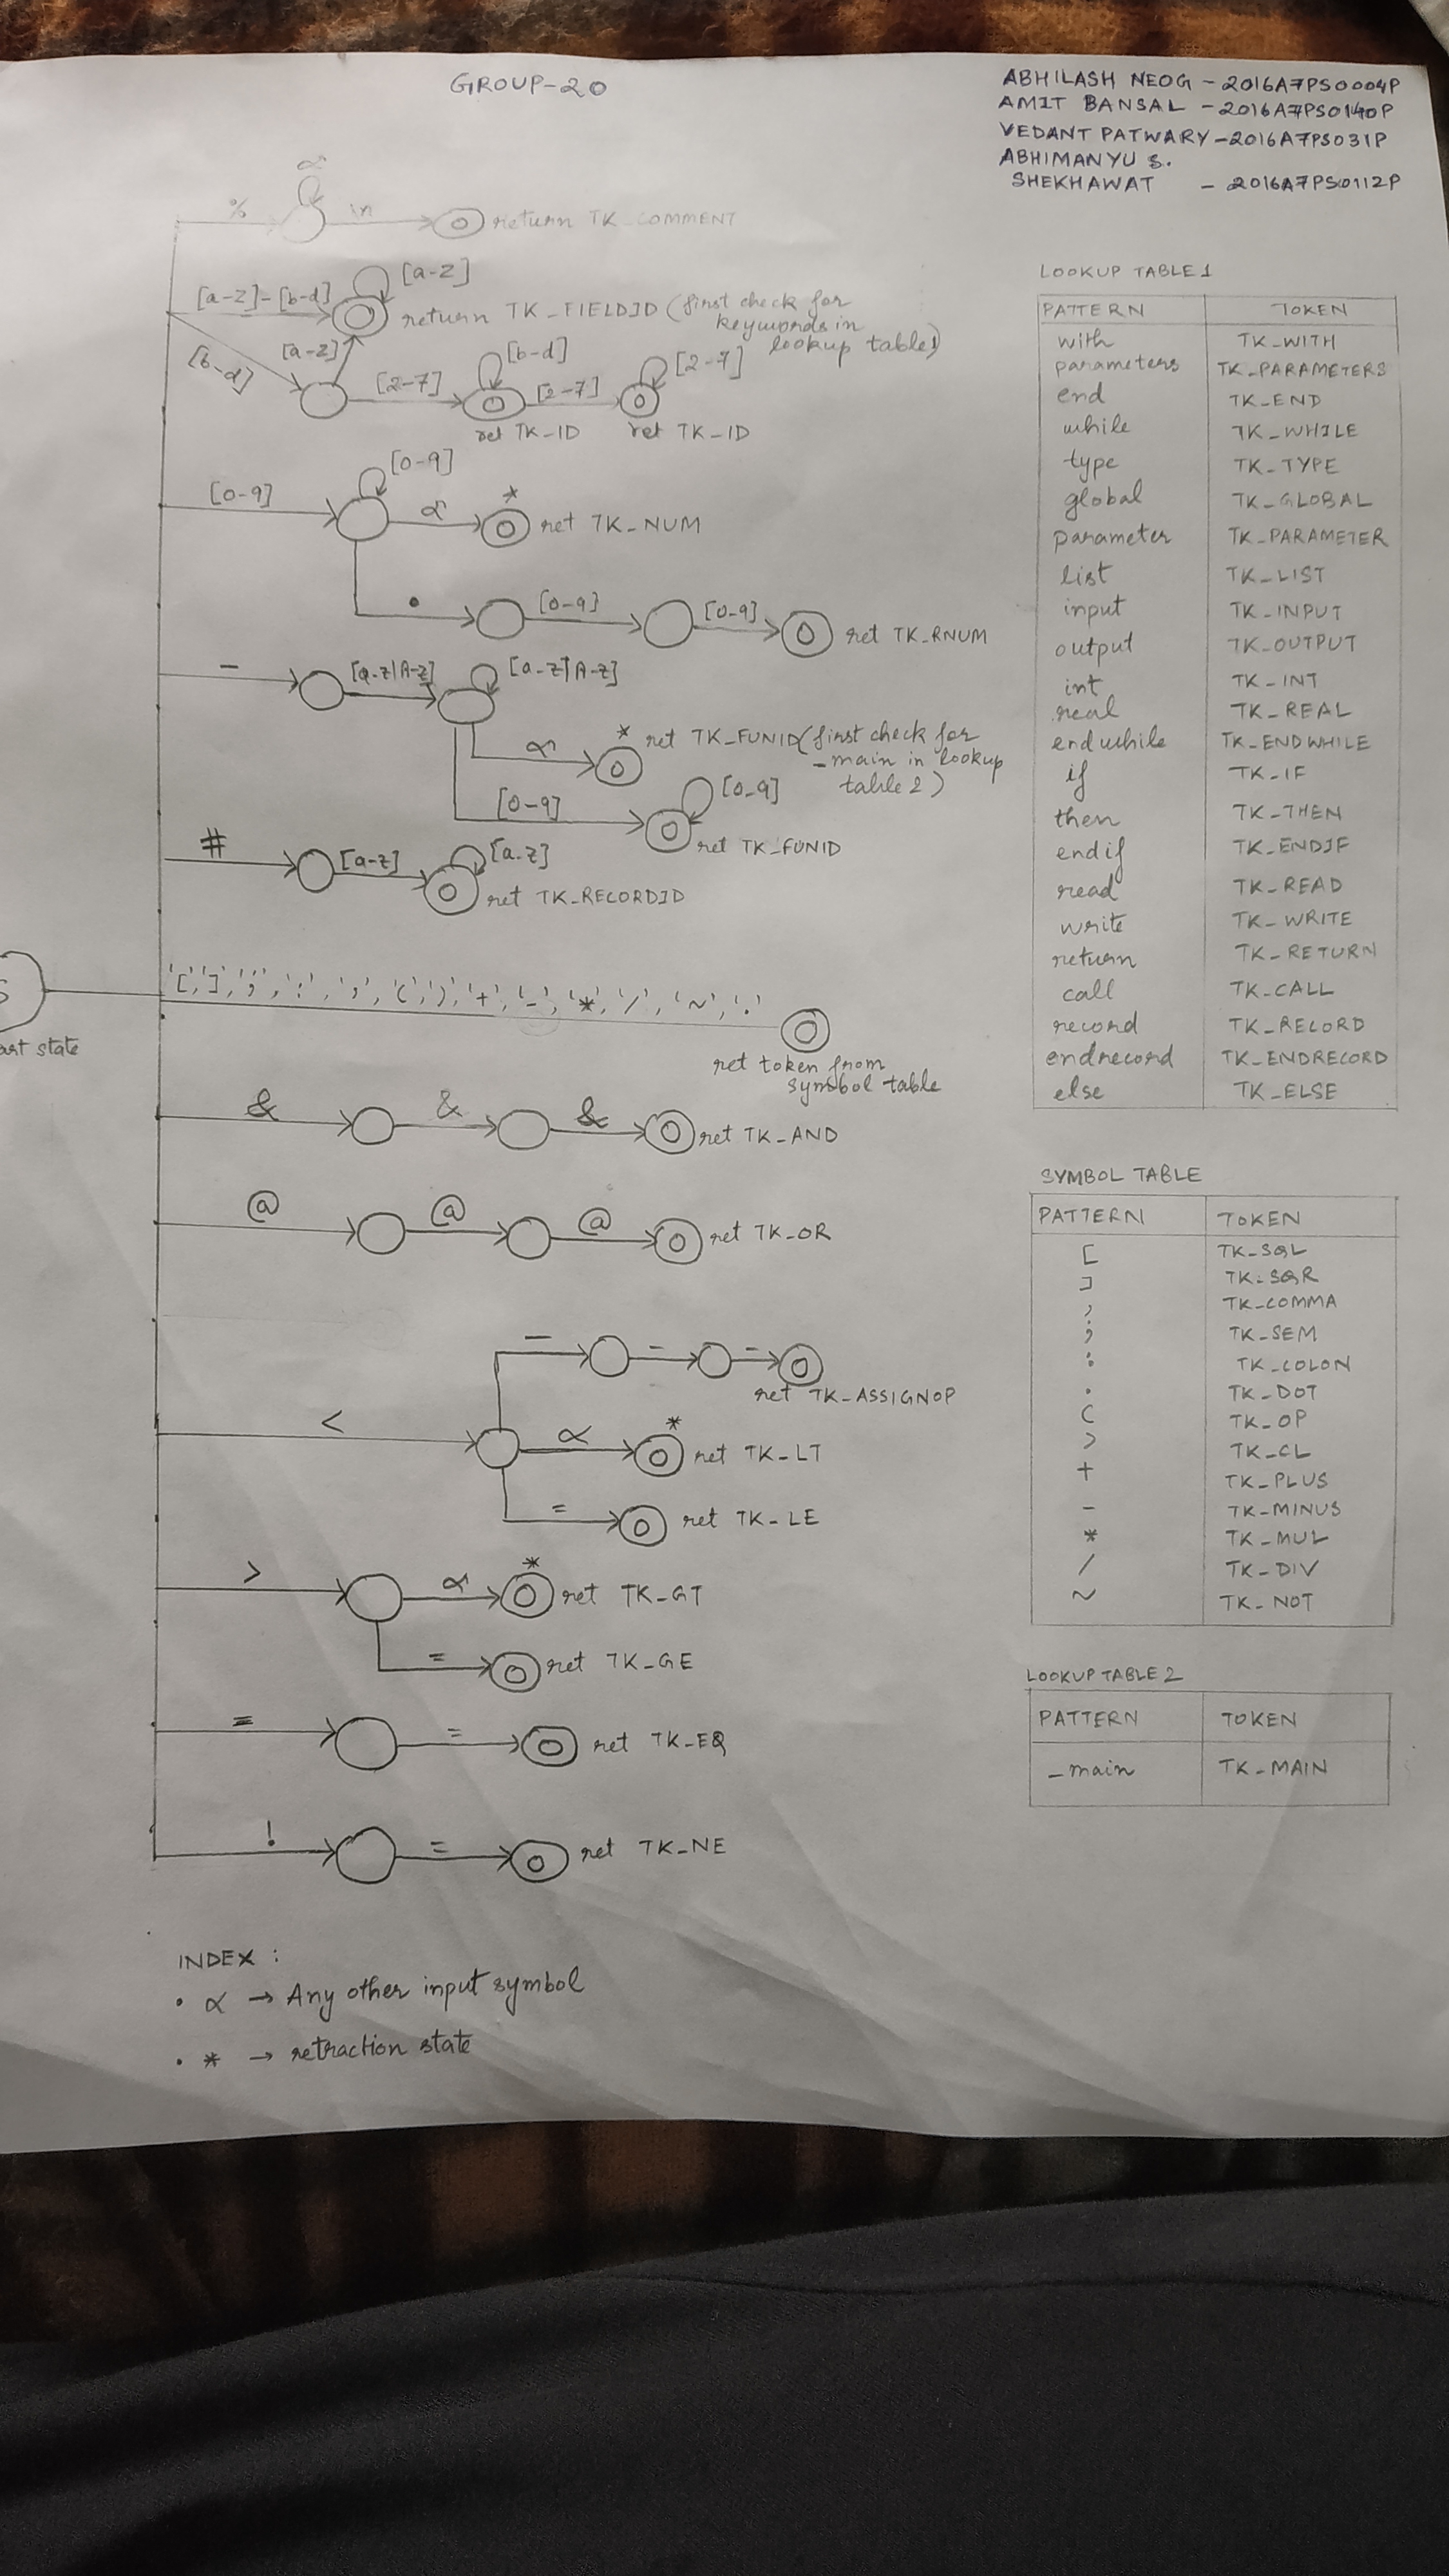 GROUP-20
ABHILASH NEOG - 2016A7PS0004P
AMIT BANSAL - 2016A7PS0140P
VEDANT PATWARY - 2016A7PS031P
ABHIMANYU S.
SHEKHAWAT - 2016A7PS0112P
α
% \n return TK_COMMENT
[a-z]-[b-d] [a-z]
return TK_FIELDID (first check for
keywords in
lookup table 1)
[b-d] [a-z] [2-7] [b-d] [2-7] [2-7]
ret TK_ID ret TK_ID
[0-9] [0-9] α * ret TK_NUM
. [0-9] [0-9] ret TK_RNUM
_ [a-z|A-Z] [a-z|A-Z]
α * ret TK_FUNID (first check for
_main in lookup
table 2)
[0-9] [0-9]
ret TK_FUNID
# [a-z] [a-z]
ret TK_RECORDID
S
art state
'[', ']', ';', ':', ',', '(', ')', '+', '-', '*', '/', '~', '.'
ret token from
symbol table
& & & ret TK_AND
@ @ @ ret TK_OR
- - -
ret TK_ASSIGNOP
< α * ret TK_LT
= ret TK_LE
> α * ret TK_GT
= ret TK_GE
= = ret TK_EQ
! = ret TK_NE
INDEX :
• α → Any other input symbol
• * → retraction state
LOOKUP TABLE 1
PATTERN TOKEN
with TK_WITH
parameters TK_PARAMETERS
end TK_END
while TK_WHILE
type TK_TYPE
global TK_GLOBAL
parameter TK_PARAMETER
list TK_LIST
input TK_INPUT
output TK_OUTPUT
int TK_INT
real TK_REAL
endwhile TK_ENDWHILE
if TK_IF
then TK_THEN
endif TK_ENDIF
read TK_READ
write TK_WRITE
return TK_RETURN
call TK_CALL
record TK_RECORD
endrecord TK_ENDRECORD
else TK_ELSE
SYMBOL TABLE
PATTERN TOKEN
[ TK_SQL
] TK_SQR
, TK_COMMA
; TK_SEM
: TK_COLON
. TK_DOT
( TK_OP
) TK_CL
+ TK_PLUS
- TK_MINUS
* TK_MUL
/ TK_DIV
~ TK_NOT
LOOKUP TABLE 2
PATTERN TOKEN
_main TK_MAIN